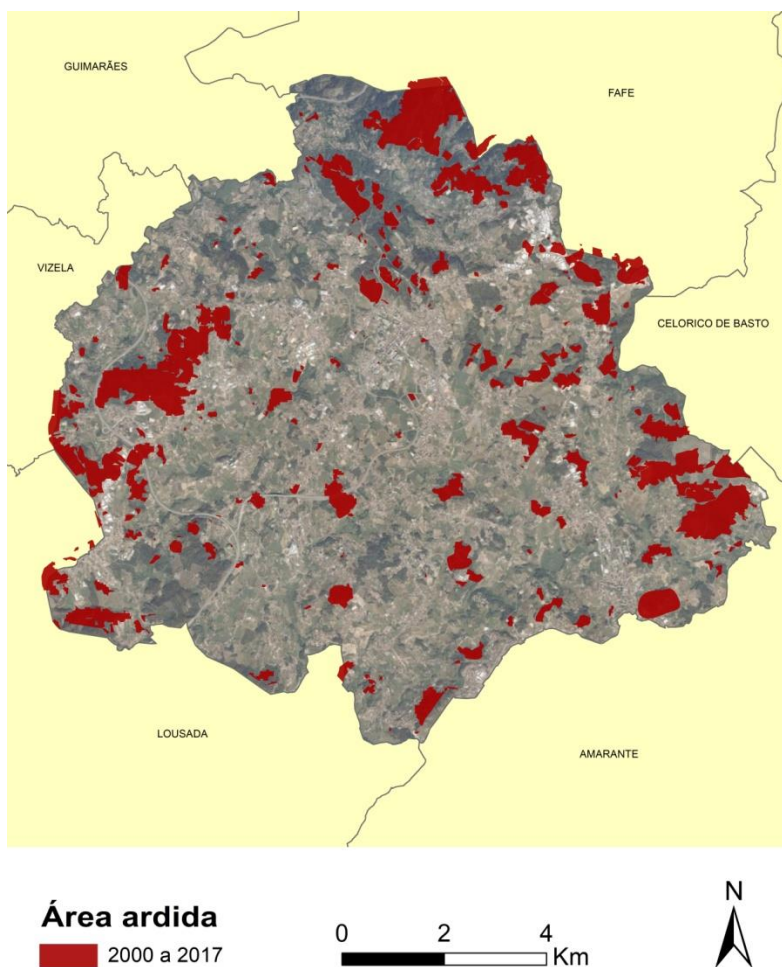 GUIMARÃES
FAFE
VIZELA
CELORICO DE BASTO
LOUSADA
AMARANTE
Área ardida
2000 a 2017
0 2 4
Km
N